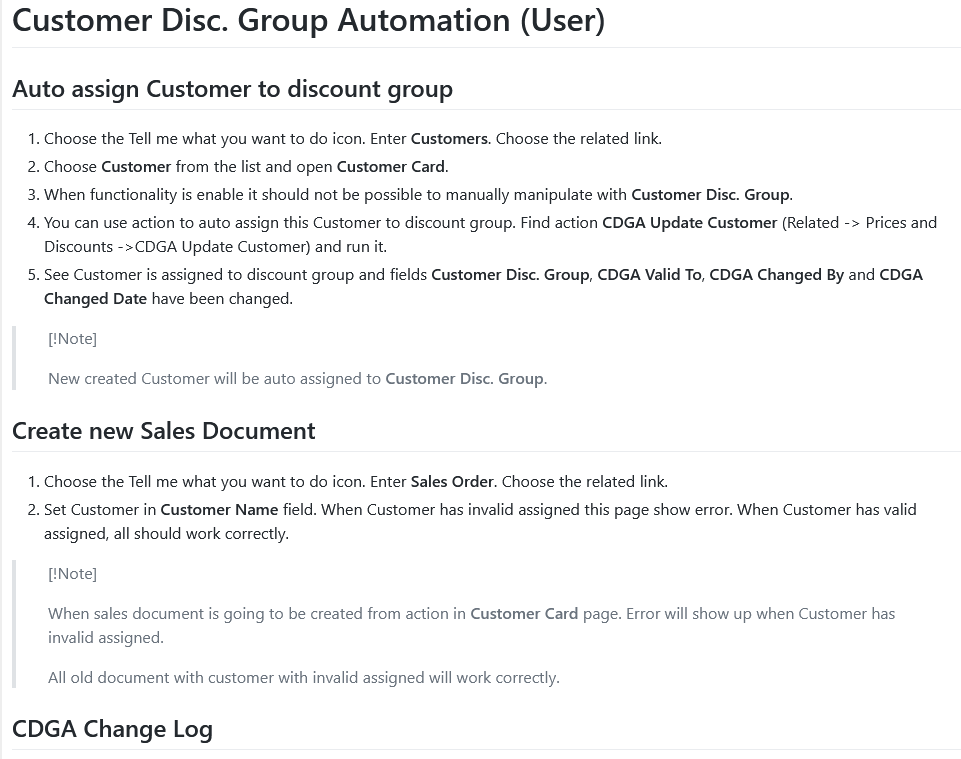 Customer Disc. Group Automation (User)
Auto assign Customer to discount group
1. Choose the Tell me what you want to do icon. Enter Customers. Choose the related link.
2. Choose Customer from the list and open Customer Card.
3. When functionality is enable it should not be possible to manually manipulate with Customer Disc. Group.
4. You can use action to auto assign this Customer to discount group. Find action CDGA Update Customer (Related -> Prices and
Discounts ->CDGA Update Customer) and run it.
5. See Customer is assigned to discount group and fields Customer Disc. Group, CDGA Valid To, CDGA Changed By and CDGA
Changed Date have been changed.
[!Note]
New created Customer will be auto assigned to Customer Disc. Group.
Create new Sales Document
1. Choose the Tell me what you want to do icon. Enter Sales Order. Choose the related link.
2. Set Customer in Customer Name field. When Customer has invalid assigned this page show error. When Customer has valid
assigned, all should work correctly.
[!Note]
When sales document is going to be created from action in Customer Card page. Error will show up when Customer has
invalid assigned.
All old document with customer with invalid assigned will work correctly.
CDGA Change Log